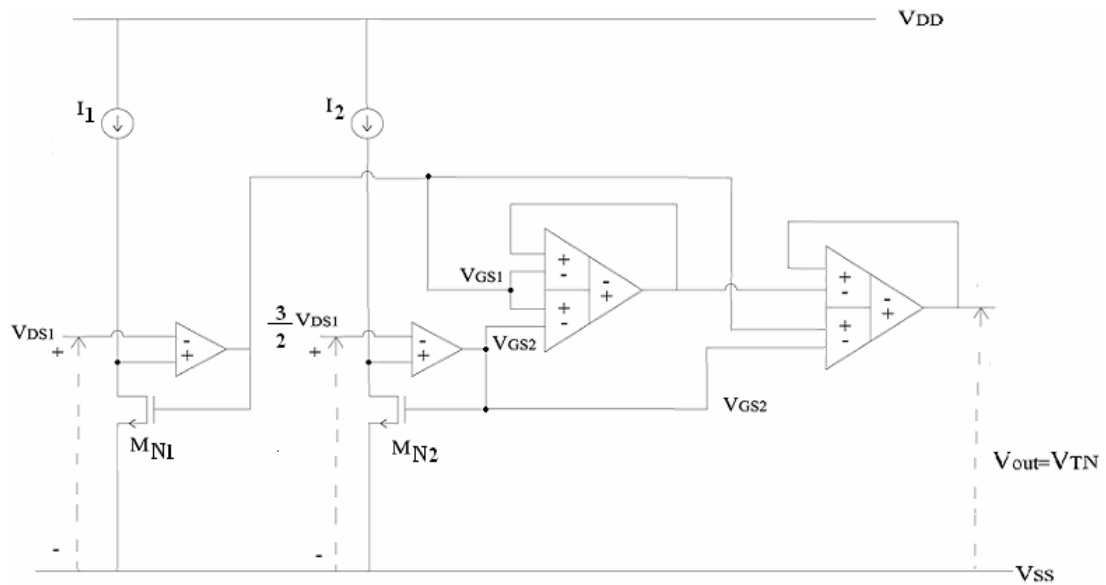 VDD
I1
I2
VGS1
VDS1
3/2 VDS1
VGS2
VGS2
MN1
MN2
Vout=VTN
VSS
+
-
+
-
-
+
-
+
+
-
+
-
-
+
+
-
+
-
-
+